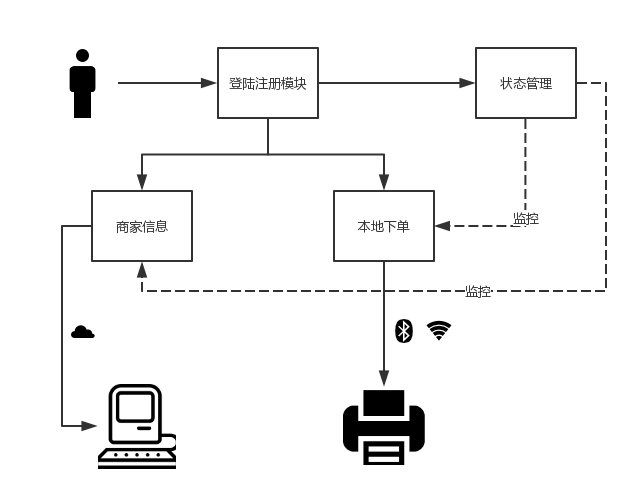 登陆注册模块
状态管理
商家信息
本地下单
监控
监控